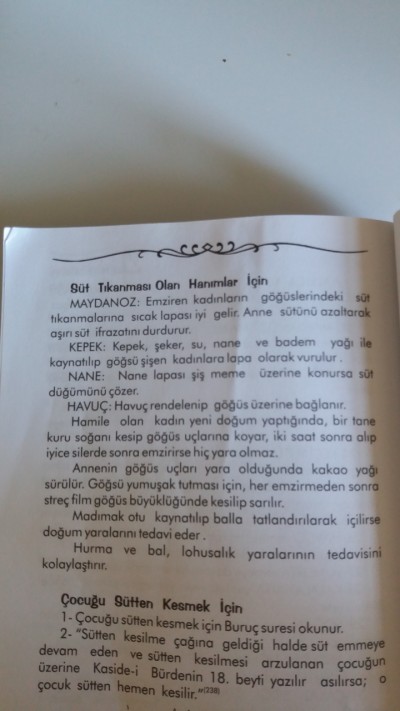 Süt Tıkanması Olan Hanımlar İçin
MAYDANOZ: Emziren kadınların göğüslerindeki süt
tıkanmalarına sıcak lapası iyi gelir. Anne sütünü azaltarak
aşırı süt ifrazatını durdurur.
KEPEK: Kepek, şeker, su, nane ve badem yağı ile
kaynatılıp göğsü şişen kadınlara lapa olarak vurulur .
NANE: Nane lapası şiş meme üzerine konursa süt
düğümünü çözer.
HAVUÇ: Havuç rendelenip göğüs üzerine bağlanır.
Hamile olan kadın yeni doğum yaptığında, bir tane
kuru soğanı kesip göğüs uçlarına koyar, iki saat sonra alıp
iyice silerde sonra emzirirse hiç yara olmaz.
Annenin göğüs uçları yara olduğunda kakao yağı
sürülür. Göğsü yumuşak tutması için, her emzirmeden sonra
streç film göğüs büyüklüğünde kesilip sarılır.
Madımak otu kaynatılıp balla tatlandırılarak içilirse
doğum yaralarını tedavi eder .
Hurma ve bal, lohusalık yaralarının tedavisini
kolaylaştırır.
Çocuğu Sütten Kesmek İçin
1- Çocuğu sütten kesmek için Buruç suresi okunur.
2- “Sütten kesilme çağına geldiği halde süt emmeye
devam eden ve sütten kesilmesi arzulanan çocuğun
üzerine Kaside-i Bürdenin 18. beyti yazılır asılırsa; o
çocuk sütten hemen kesilir.”(238)